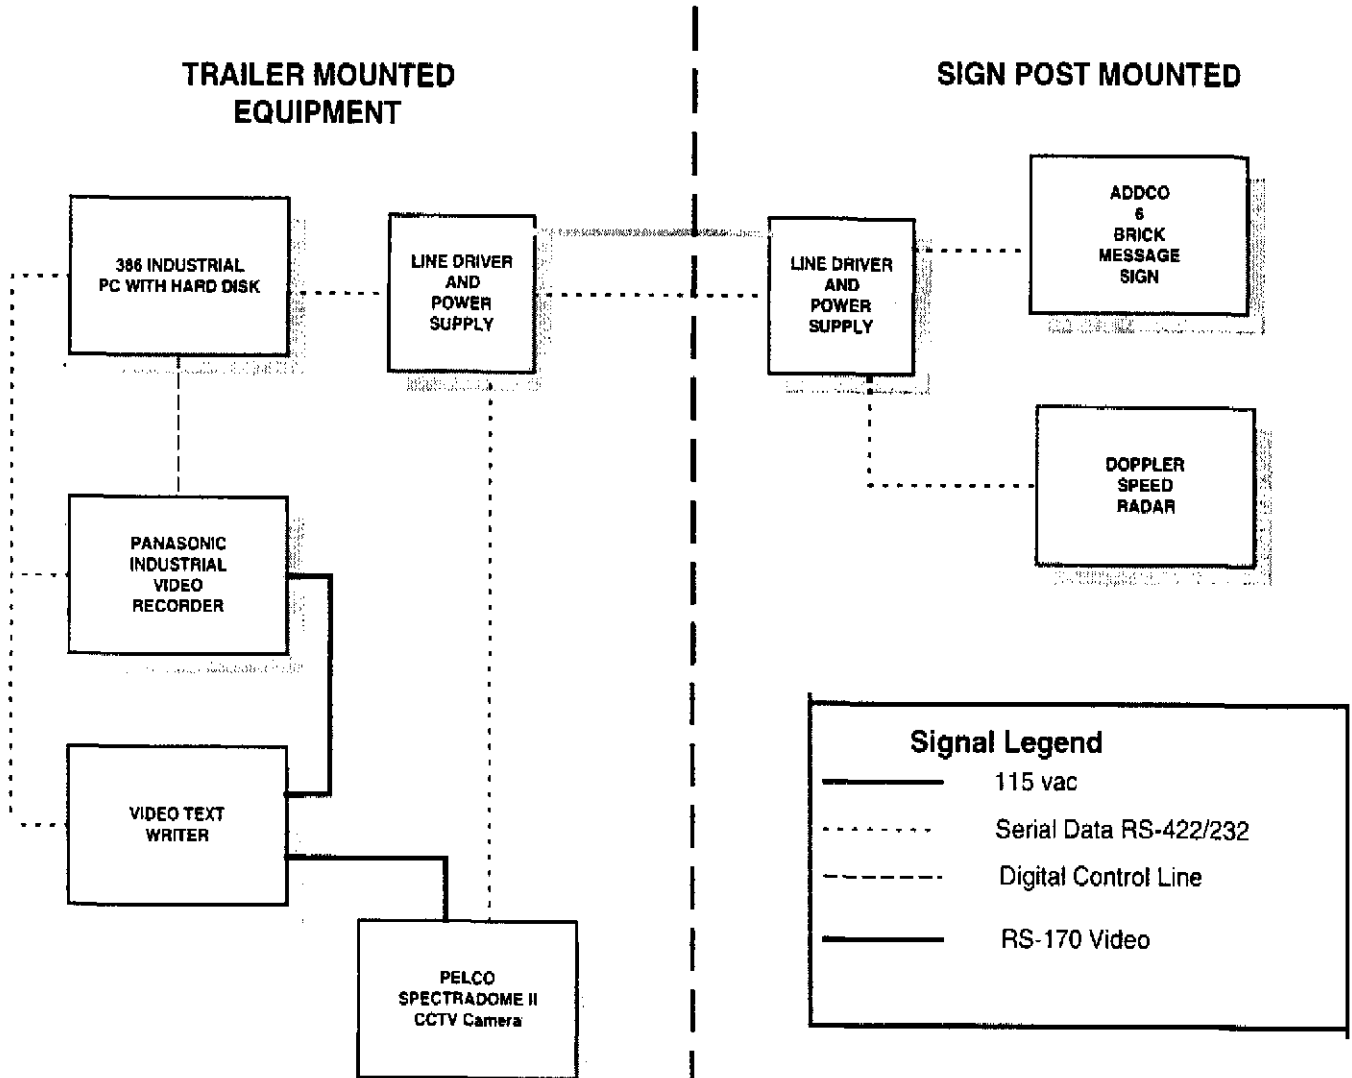 TRAILER MOUNTED
EQUIPMENT
SIGN POST MOUNTED
386 INDUSTRIAL
PC WITH HARD DISK
LINE DRIVER
AND
POWER
SUPPLY
LINE DRIVER
AND
POWER
SUPPLY
ADDCO
6
BRICK
MESSAGE
SIGN
DOPPLER
SPEED
RADAR
PANASONIC
INDUSTRIAL
VIDEO
RECORDER
VIDEO TEXT
WRITER
PELCO
SPECTRADOME II
CCTV Camera
Signal Legend
115 vac
Serial Data RS-422/232
Digital Control Line
RS-170 Video